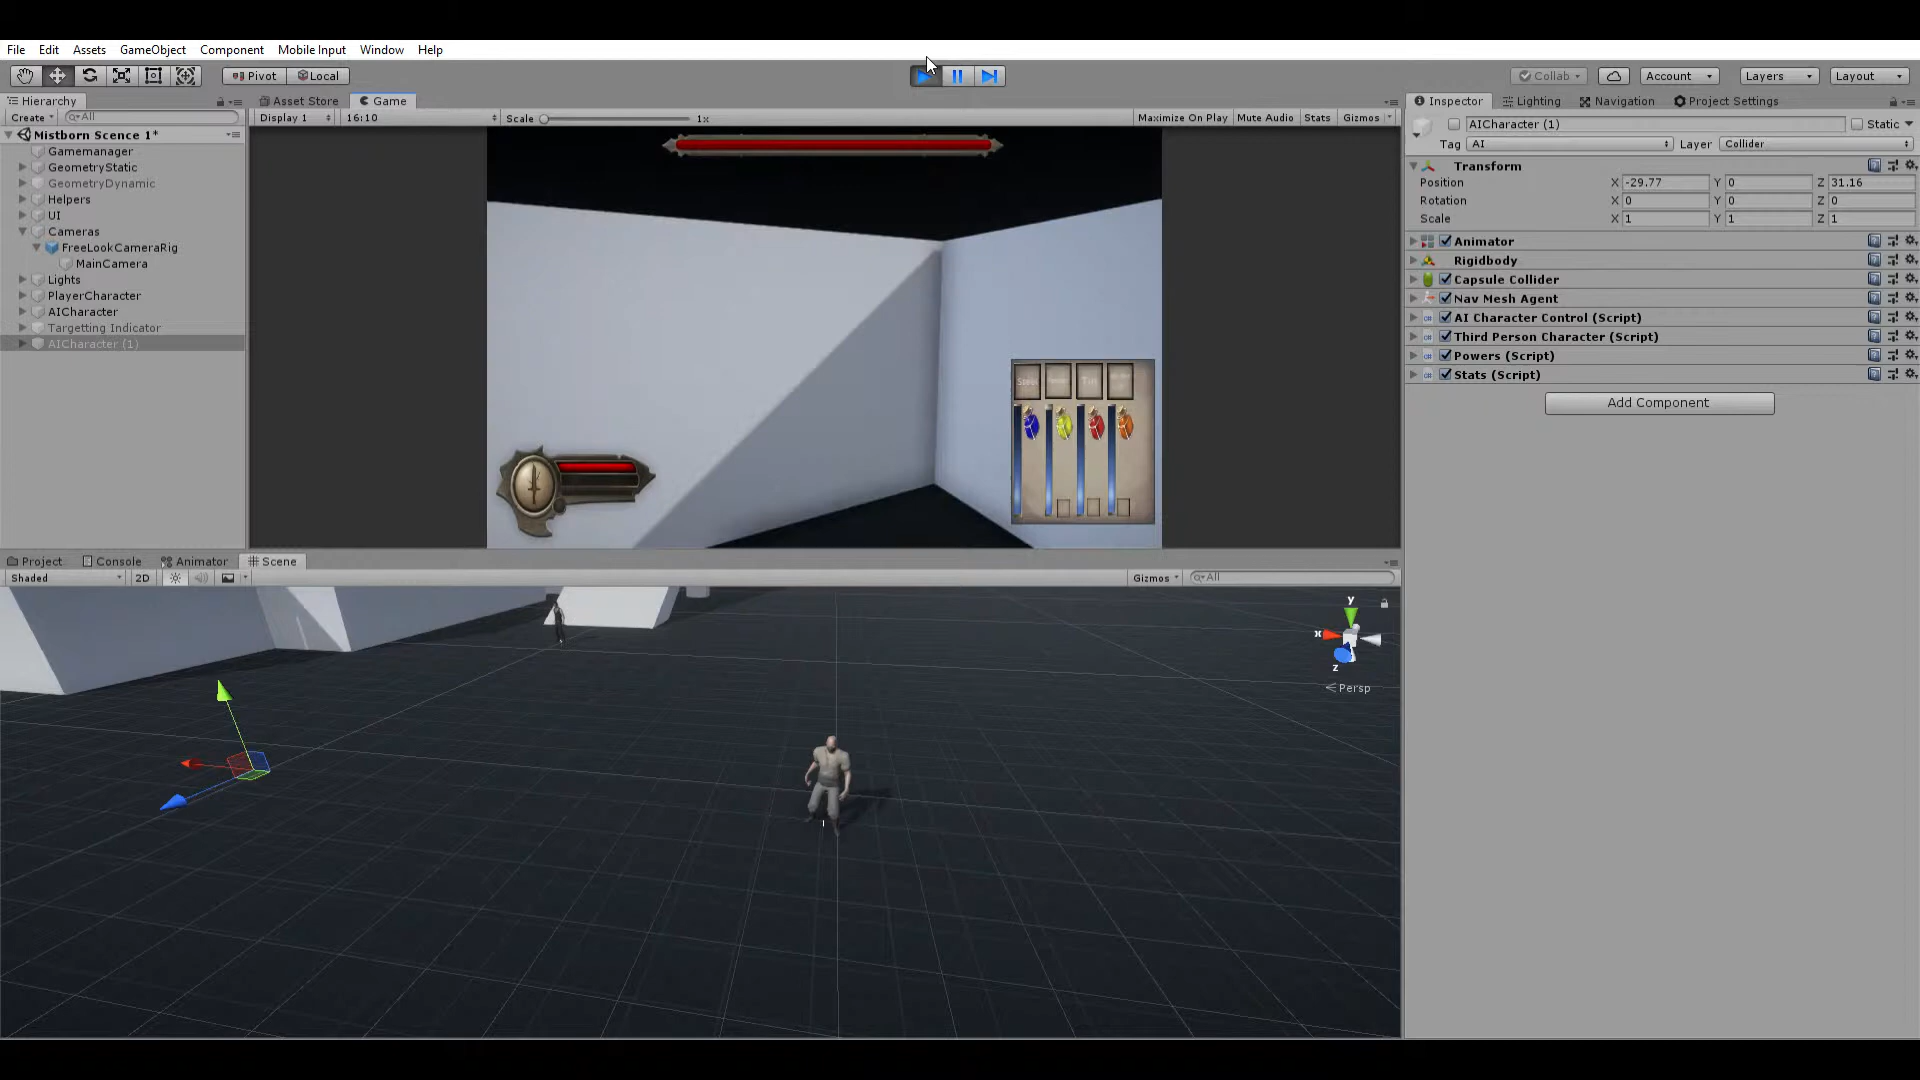 File Edit Assets GameObject Component Mobile Input Window Help
Pivot Local Collab Account Layers Layout
Hierarchy Asset Store Game Inspector Lighting Navigation Project Settings
Create All Display 1 16:10 Scale 1x Maximize On Play Mute Audio Stats Gizmos
AICharacter (1) Static
Tag AI Layer Collider
Mistborn Scence 1*
Gamemanager
GeometryStatic
GeometryDynamic
Helpers
UI
Cameras
FreeLookCameraRig
MainCamera
Lights
PlayerCharacter
AICharacter
Targetting Indicator
AICharacter (1)
Transform
Position X -29.77 Y 0 Z 31.16
Rotation X 0 Y 0 Z 0
Scale X 1 Y 1 Z 1
Animator
Rigidbody
Capsule Collider
Nav Mesh Agent
AI Character Control (Script)
Third Person Character (Script)
Powers (Script)
Stats (Script)
Add Component
Tin
Project Console Animator Scene
Shaded 2D Gizmos All
y
x
z
Persp